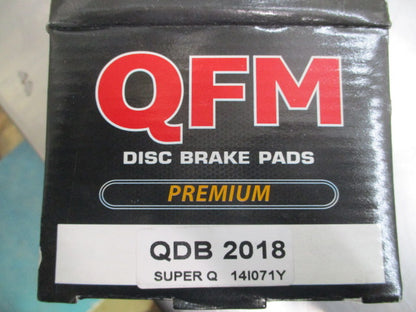 QFM
DISC BRAKE PADS
PREMIUM
QDB 2018
SUPER Q 14I071Y